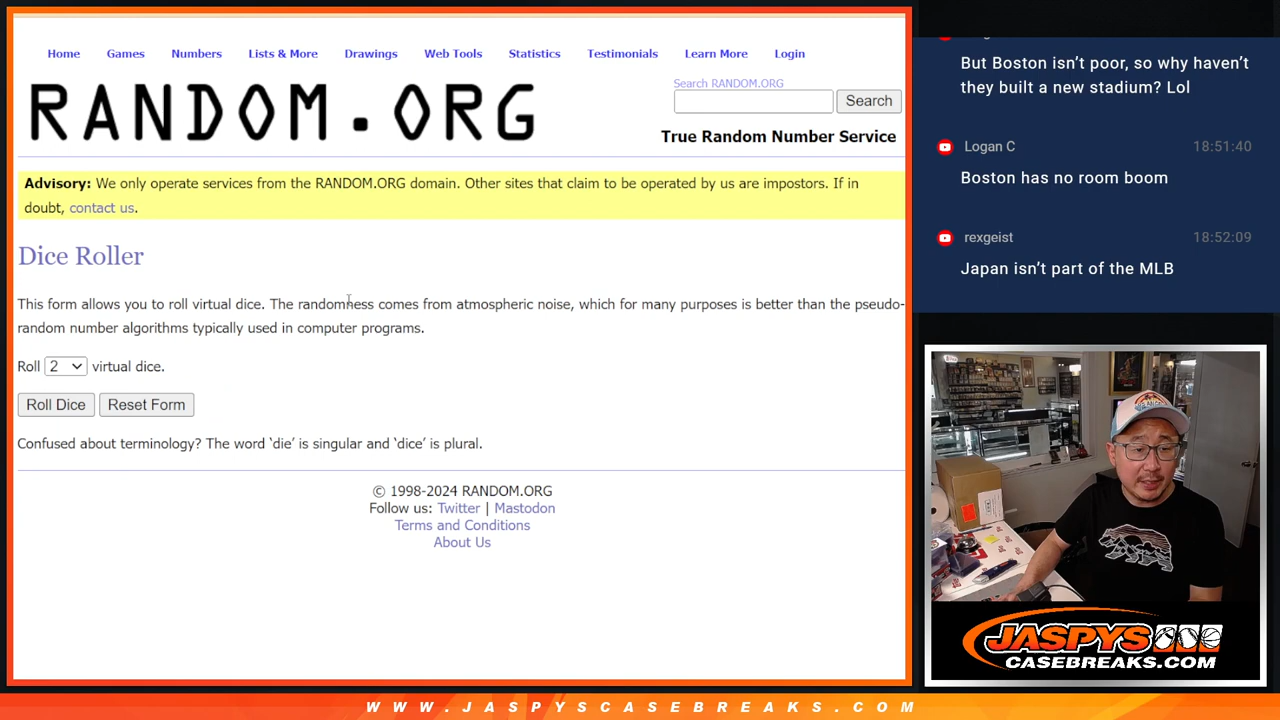 Home Games Numbers Lists & More Drawings Web Tools Statistics Testimonials Learn More Login
RANDOM.ORG
Search RANDOM.ORG
Search
True Random Number Service
Advisory: We only operate services from the RANDOM.ORG domain. Other sites that claim to be operated by us are impostors. If in
doubt, contact us.
Dice Roller
This form allows you to roll virtual dice. The randomness comes from atmospheric noise, which for many purposes is better than the pseudo-
random number algorithms typically used in computer programs.
Roll 2 virtual dice.
Roll Dice Reset Form
Confused about terminology? The word ‘die’ is singular and ‘dice’ is plural.
© 1998-2024 RANDOM.ORG
Follow us: Twitter | Mastodon
Terms and Conditions
About Us
But Boston isn’t poor, so why haven’t
they built a new stadium? Lol
Logan C 18:51:40
Boston has no room boom
rexgeist 18:52:09
Japan isn’t part of the MLB
JASPYS
CASEBREAKS.COM
WWW.JASPYSCASEBREAKS.COM